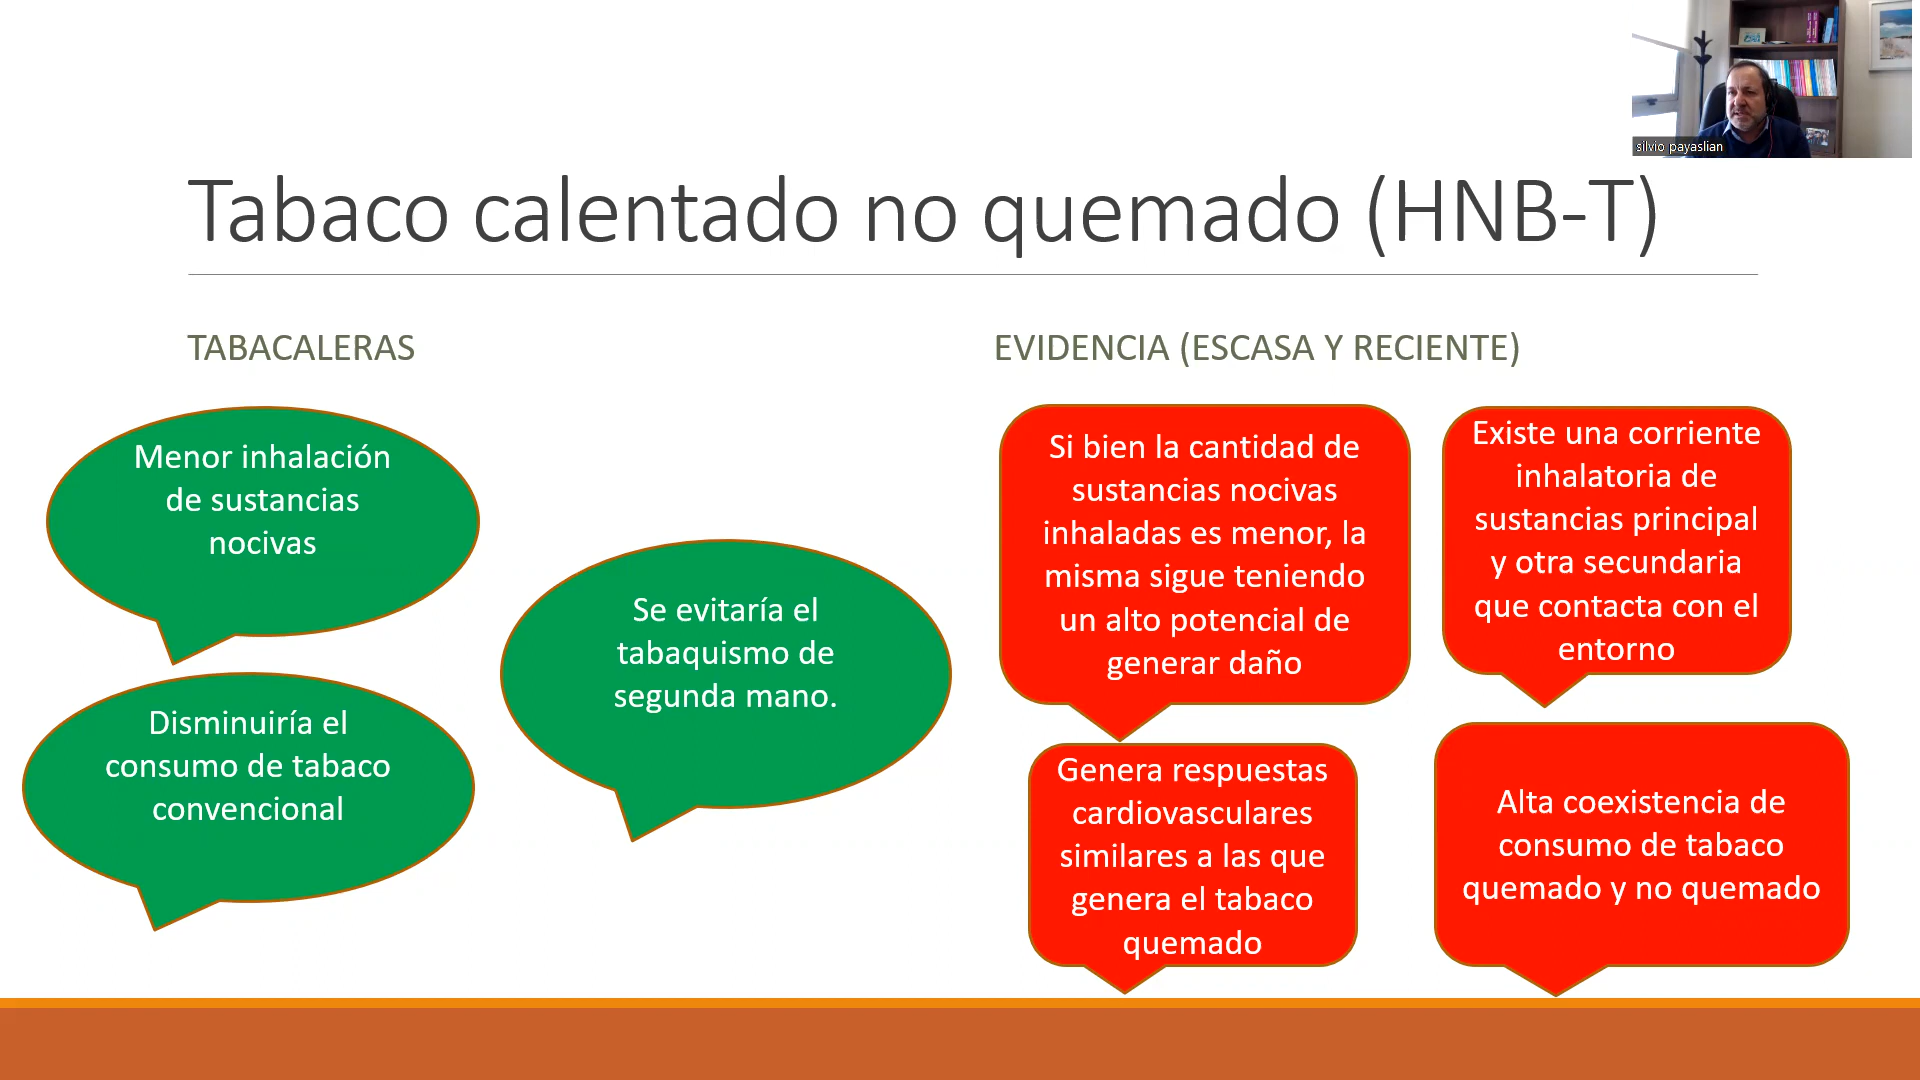 silvio payaslian
Tabaco calentado no quemado (HNB-T)
TABACALERAS
Menor inhalación
de sustancias
nocivas
Se evitaría el
tabaquismo de
segunda mano.
Disminuiría el
consumo de tabaco
convencional
EVIDENCIA (ESCASA Y RECIENTE)
Si bien la cantidad de
sustancias nocivas
inhaladas es menor, la
misma sigue teniendo
un alto potencial de
generar daño
Existe una corriente
inhalatoria de
sustancias principal
y otra secundaria
que contacta con el
entorno
Genera respuestas
cardiovasculares
similares a las que
genera el tabaco
quemado
Alta coexistencia de
consumo de tabaco
quemado y no quemado